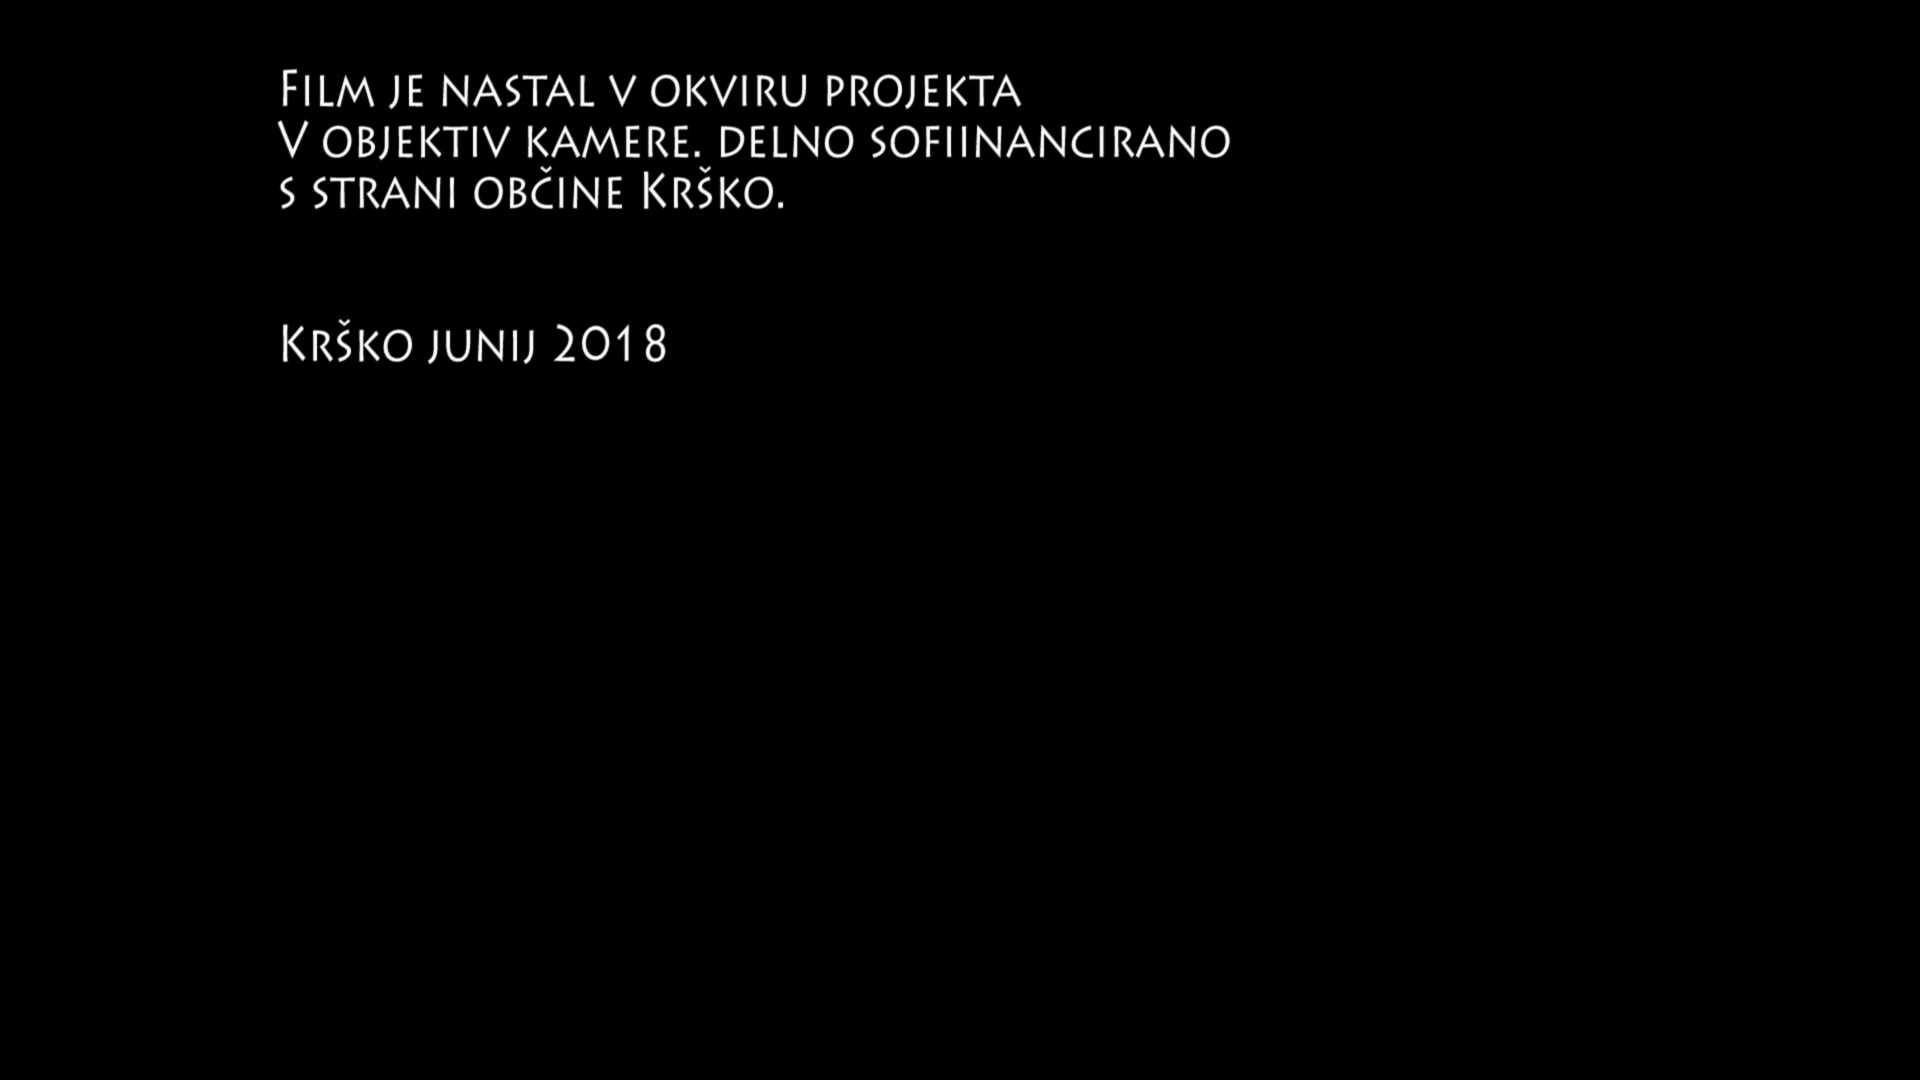 Film je nastal v okviru projekta
V objektiv kamere. delno sofiinancirano
s strani občine Krško.
Krško junij 2018